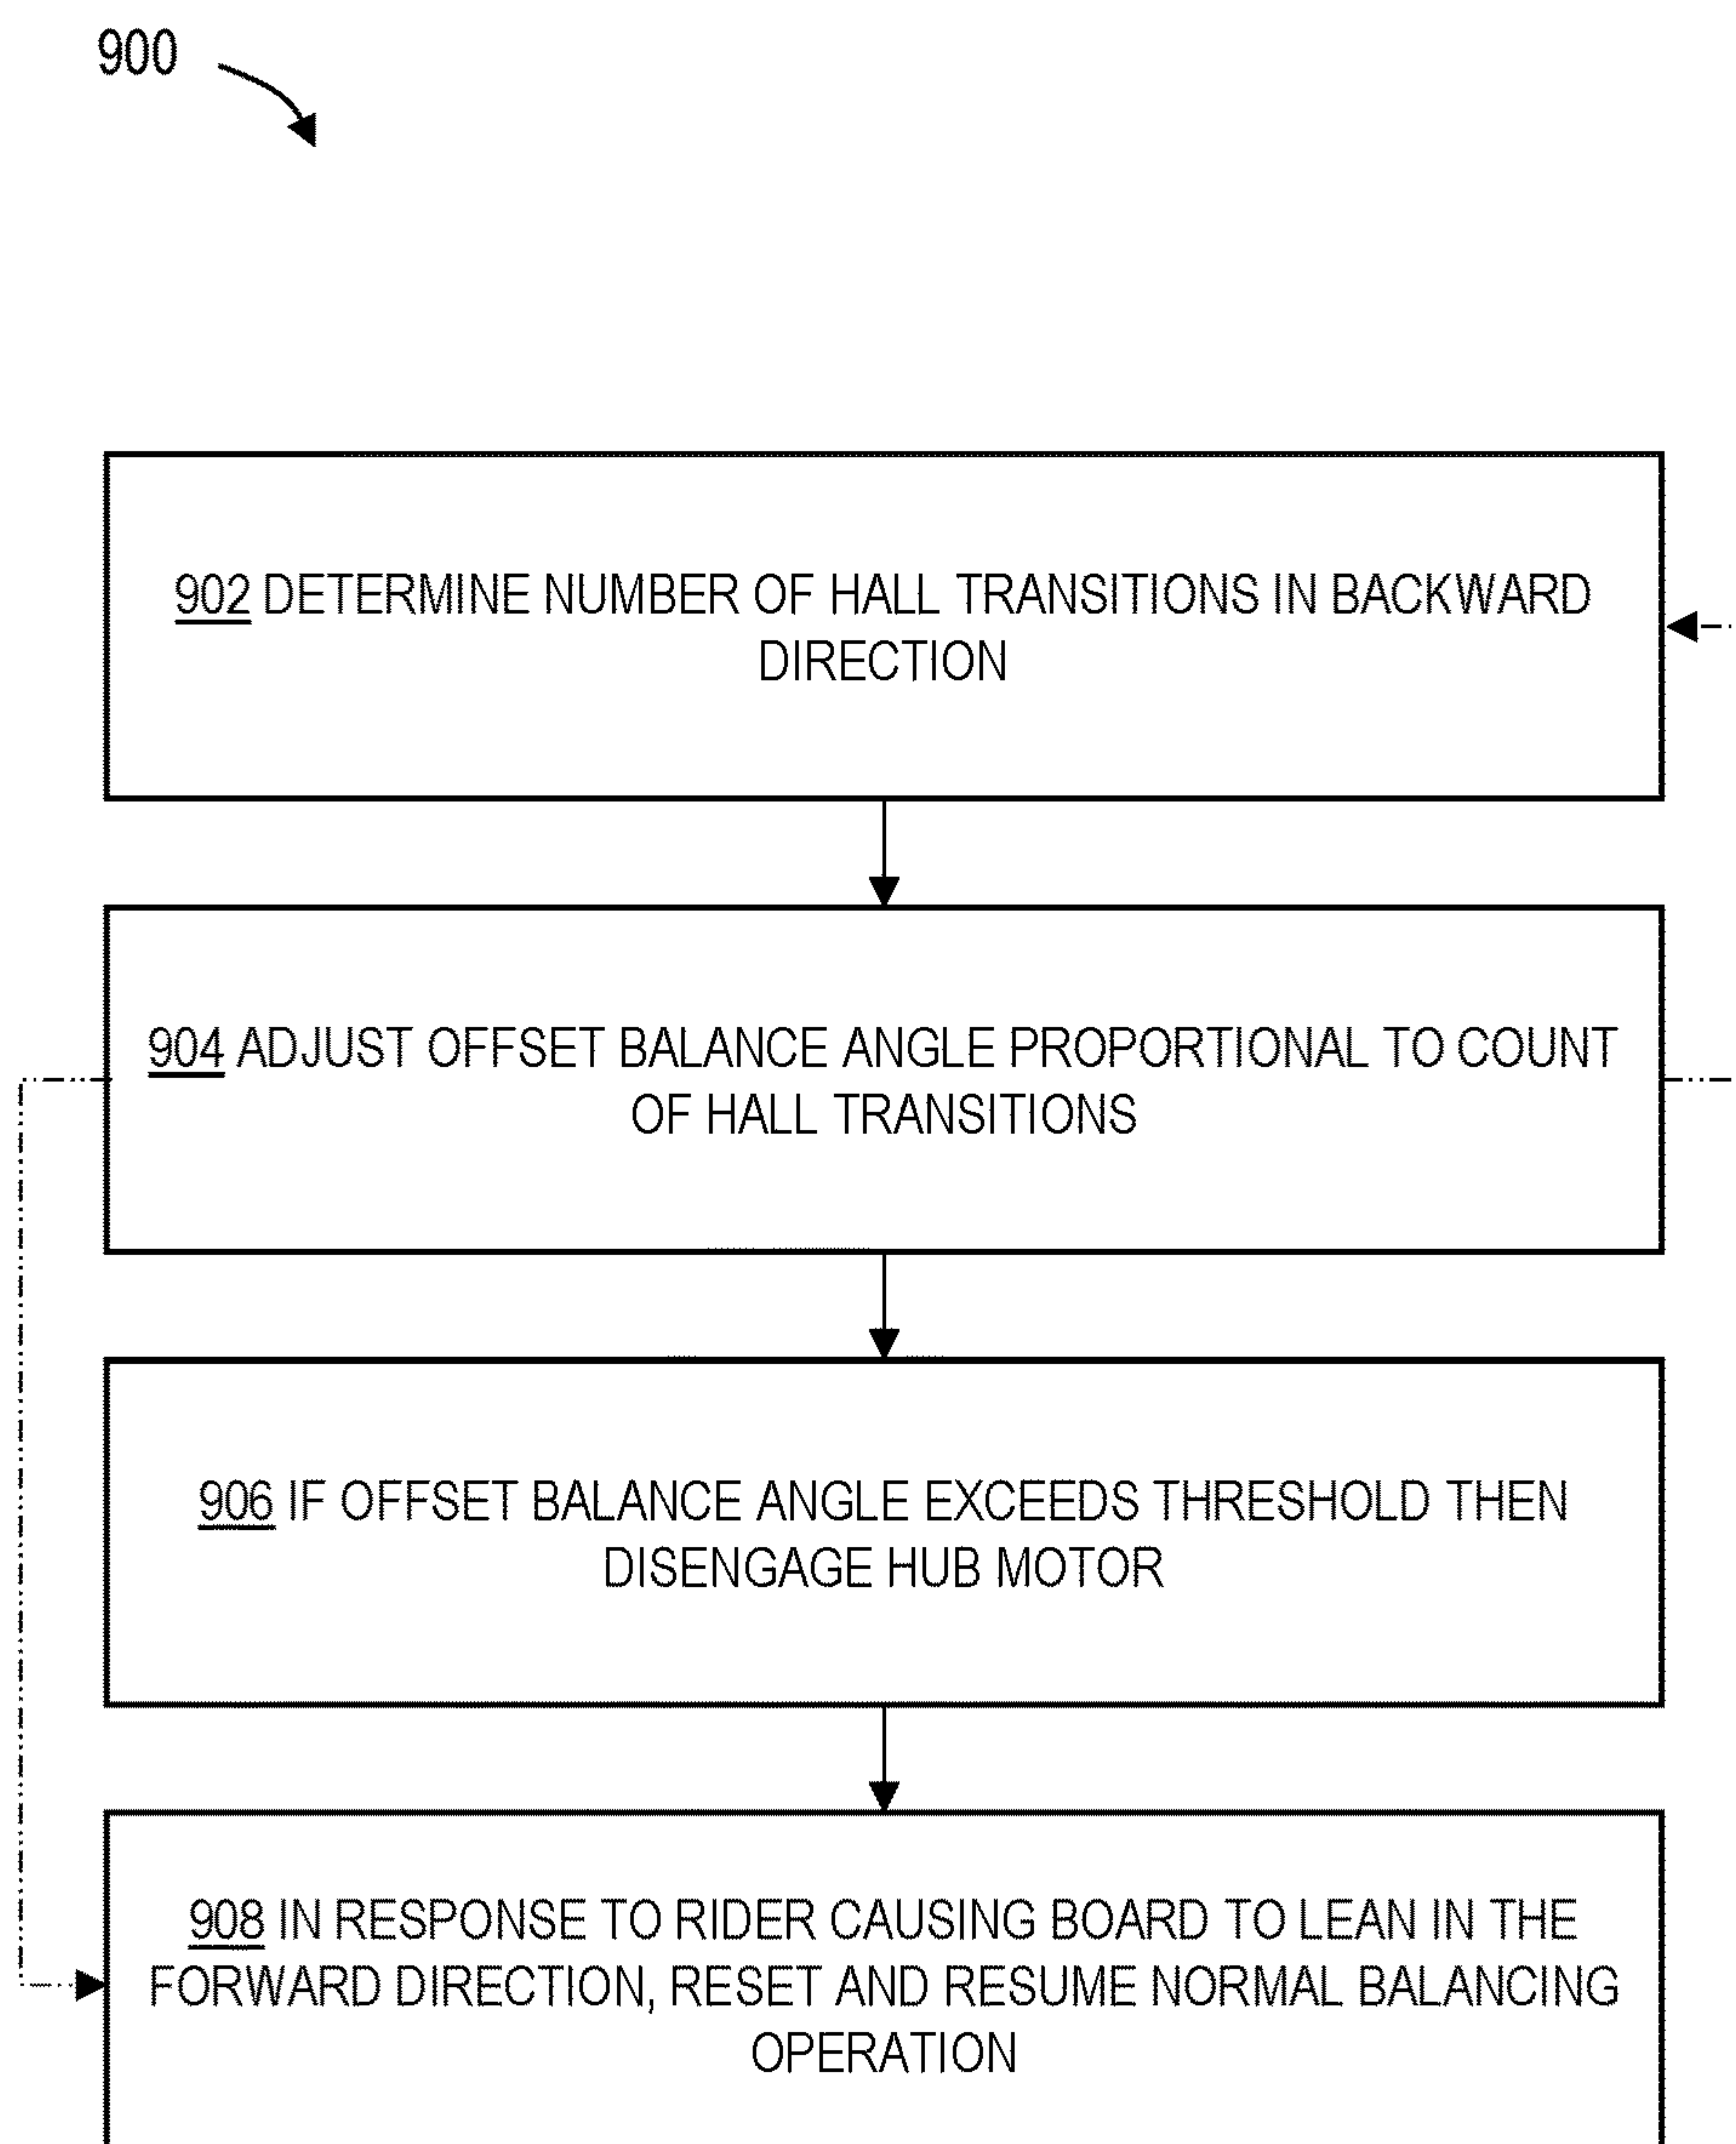 900
902 DETERMINE NUMBER OF HALL TRANSITIONS IN BACKWARD
DIRECTION
904 ADJUST OFFSET BALANCE ANGLE PROPORTIONAL TO COUNT
OF HALL TRANSITIONS
906 IF OFFSET BALANCE ANGLE EXCEEDS THRESHOLD THEN
DISENGAGE HUB MOTOR
908 IN RESPONSE TO RIDER CAUSING BOARD TO LEAN IN THE
FORWARD DIRECTION, RESET AND RESUME NORMAL BALANCING
OPERATION